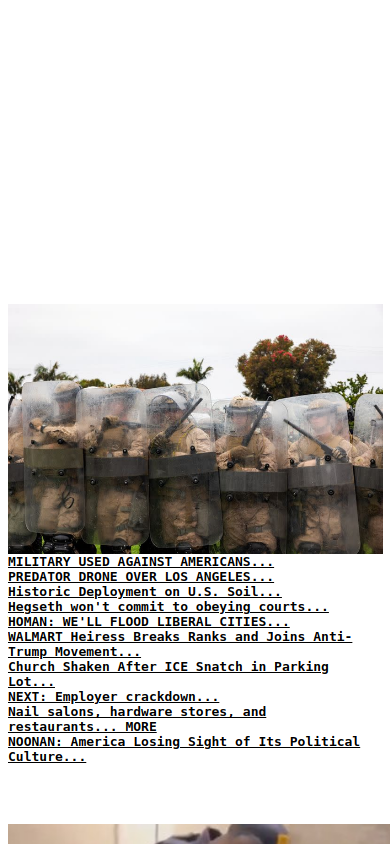 MILITARY USED AGAINST AMERICANS...
PREDATOR DRONE OVER LOS ANGELES...
Historic Deployment on U.S. Soil...
Hegseth won't commit to obeying courts...
HOMAN: WE'LL FLOOD LIBERAL CITIES...
WALMART Heiress Breaks Ranks and Joins Anti-
Trump Movement...
Church Shaken After ICE Snatch in Parking
Lot...
NEXT: Employer crackdown...
Nail salons, hardware stores, and
restaurants... MORE
NOONAN: America Losing Sight of Its Political
Culture...